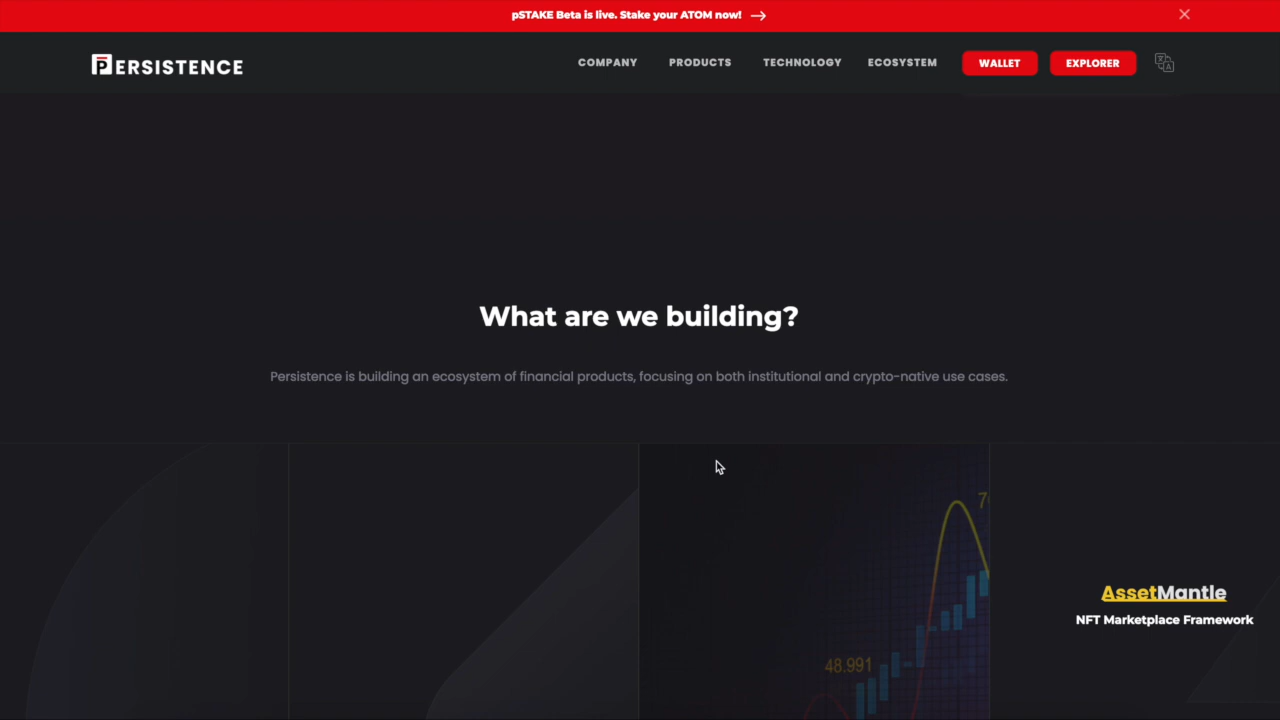 pSTAKE Beta is live. Stake your ATOM now!
PERSISTENCE
COMPANY
PRODUCTS
TECHNOLOGY
ECOSYSTEM
WALLET
EXPLORER
What are we building?
Persistence is building an ecosystem of financial products, focusing on both institutional and crypto-native use cases.
48.991
AssetMantle
NFT Marketplace Framework